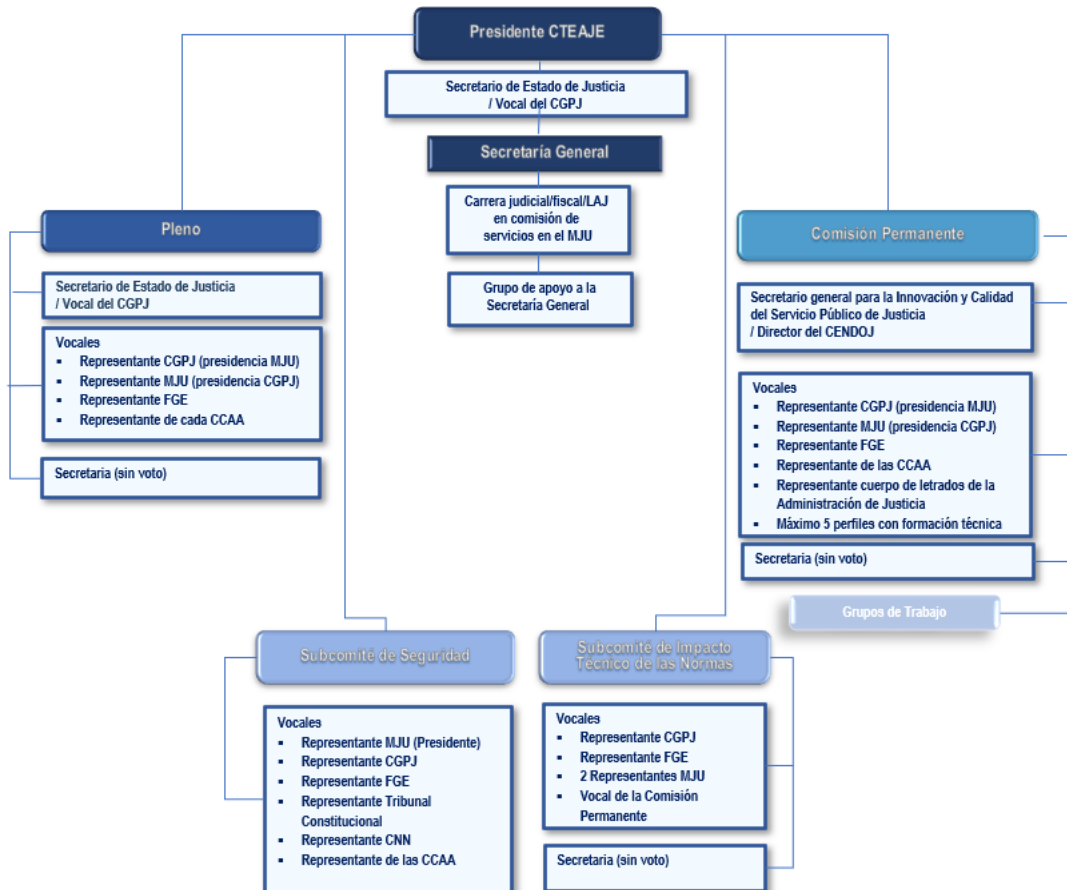 Presidente CTEAJE
Secretario de Estado de Justicia
/ Vocal del CGPJ
Secretaría General
Carrera judicial/fiscal/LAJ
en comisión de
servicios en el MJU
Grupo de apoyo a la
Secretaría General
Pleno
Secretario de Estado de Justicia
/ Vocal del CGPJ
Vocales
▪ Representante CGPJ (presidencia MJU)
▪ Representante MJU (presidencia CGPJ)
▪ Representante FGE
▪ Representante de cada CCAA
Secretaria (sin voto)
Comisión Permanente
Secretario general para la Innovación y Calidad
del Servicio Público de Justicia
/ Director del CENDOJ
Vocales
▪ Representante CGPJ (presidencia MJU)
▪ Representante MJU (presidencia CGPJ)
▪ Representante FGE
▪ Representante de las CCAA
▪ Representante cuerpo de letrados de la
Administración de Justicia
▪ Máximo 5 perfiles con formación técnica
Secretaria (sin voto)
Grupos de Trabajo
Subcomité de Seguridad
Vocales
▪ Representante MJU (Presidente)
▪ Representante CGPJ
▪ Representante FGE
▪ Representante Tribunal
Constitucional
▪ Representante CNN
▪ Representante de las CCAA
Subcomité de Impacto
Técnico de las Normas
Vocales
▪ Representante CGPJ
▪ Representante FGE
▪ 2 Representantes MJU
▪ Vocal de la Comisión
Permanente
Secretaria (sin voto)